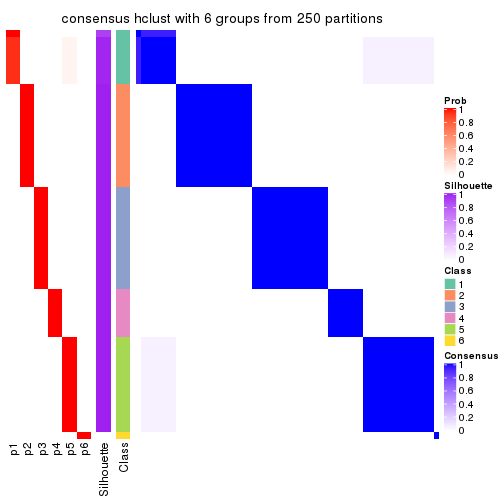 consensus hclust with 6 groups from 250 partitions
Prob
1
0.8
0.6
0.4
0.2
0
Silhouette
1
0.8
0.6
0.4
0.2
0
Class
1
2
3
4
5
6
Consensus
1
0.8
0.6
0.4
0.2
0
p1
p2
p3
p4
p5
p6
Silhouette
Class